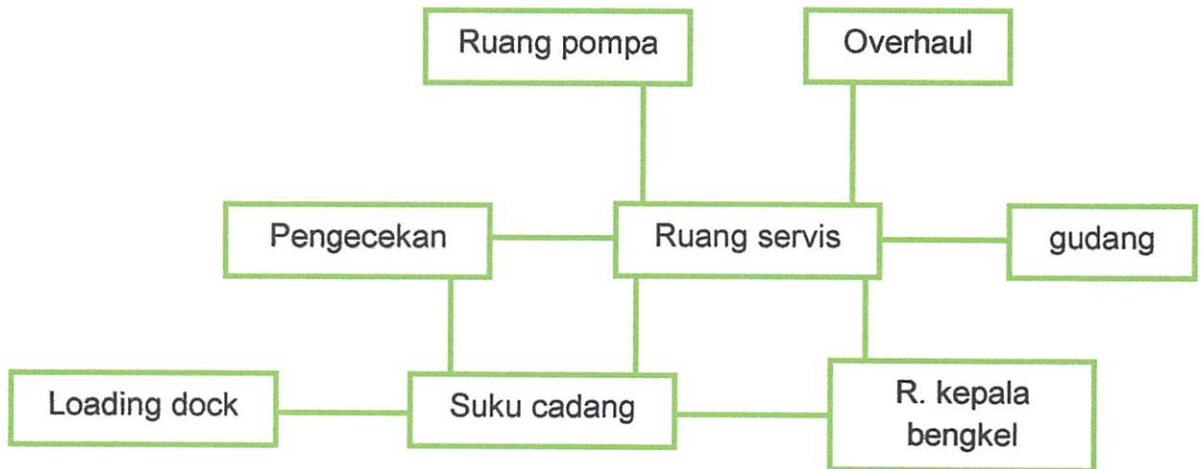 Ruang pompa
Overhaul
Pengecekan
Ruang servis
gudang
Loading dock
Suku cadang
R. kepala
bengkel